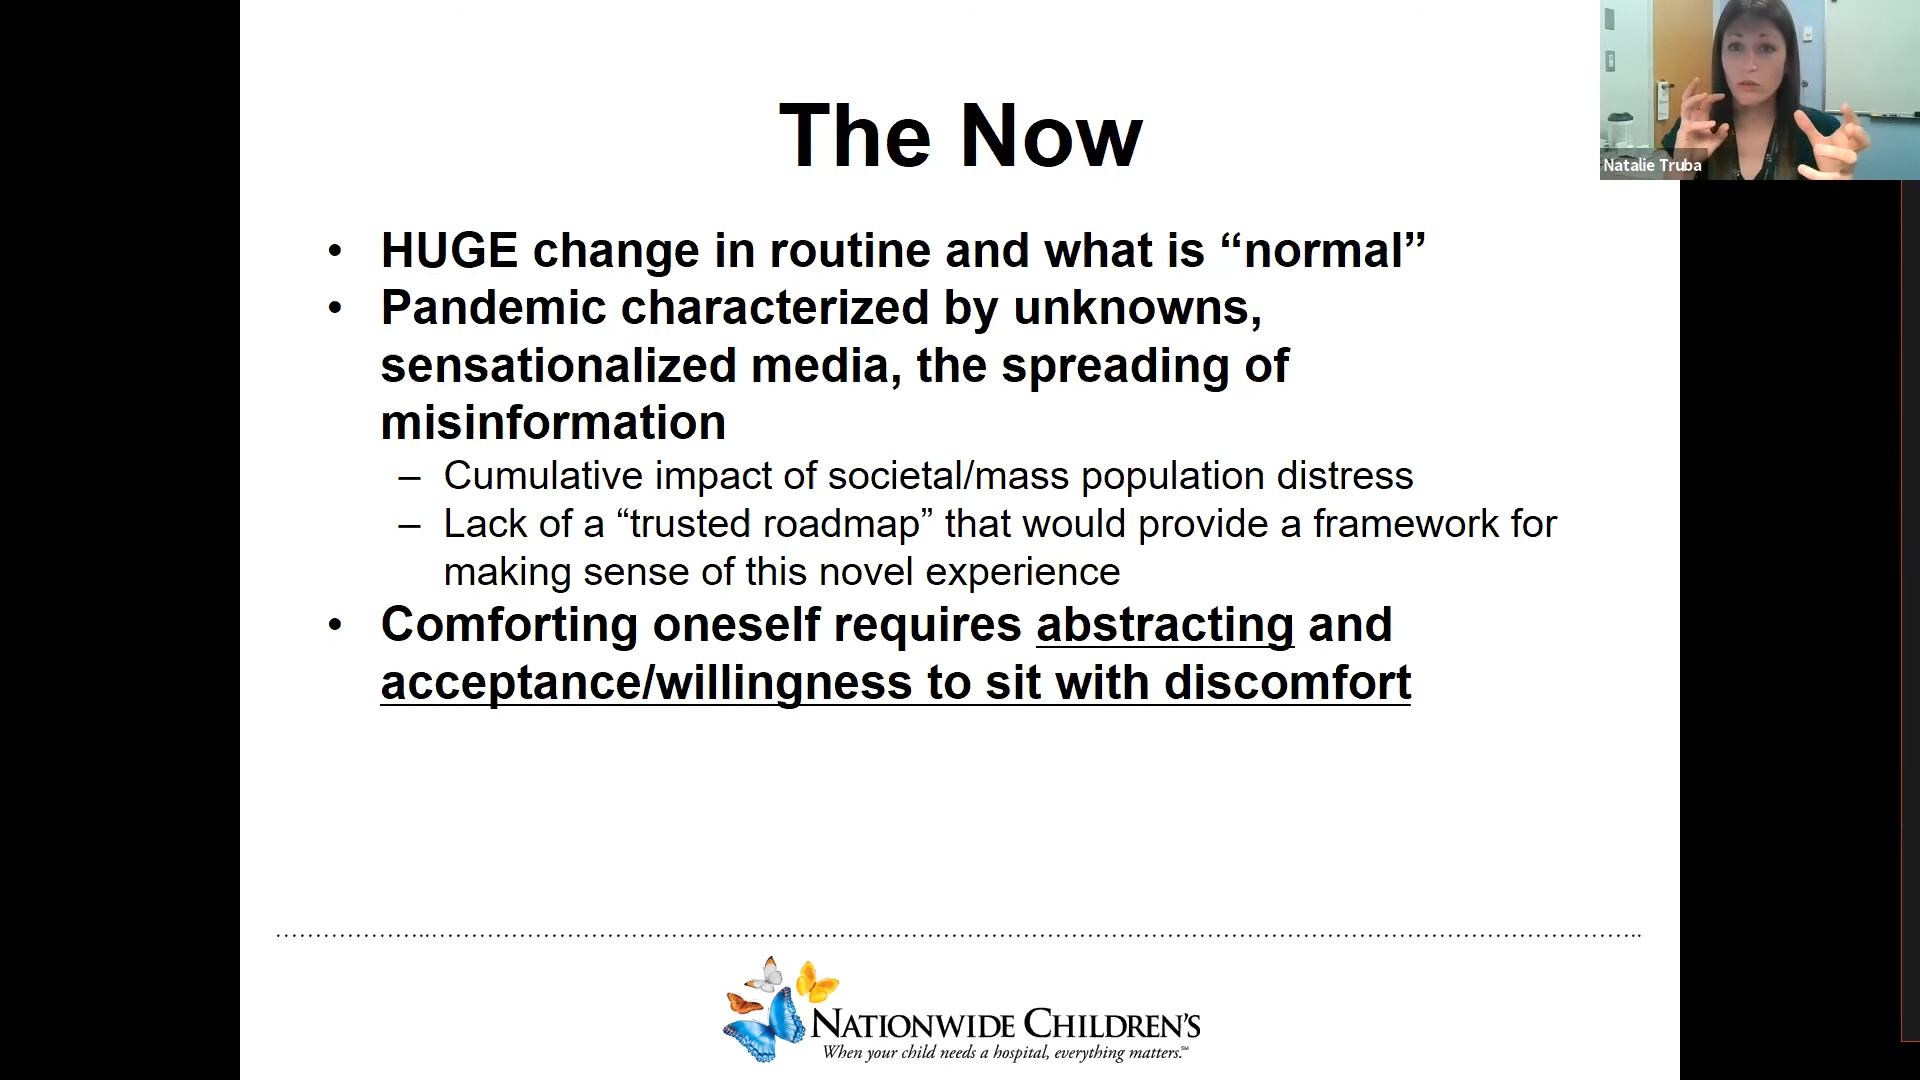 The Now
Natalie Truba
• HUGE change in routine and what is “normal”
• Pandemic characterized by unknowns,
sensationalized media, the spreading of
misinformation
– Cumulative impact of societal/mass population distress
– Lack of a “trusted roadmap” that would provide a framework for
making sense of this novel experience
• Comforting oneself requires abstracting and
acceptance/willingness to sit with discomfort
NATIONWIDE CHILDREN'S
When your child needs a hospital, everything matters.℠